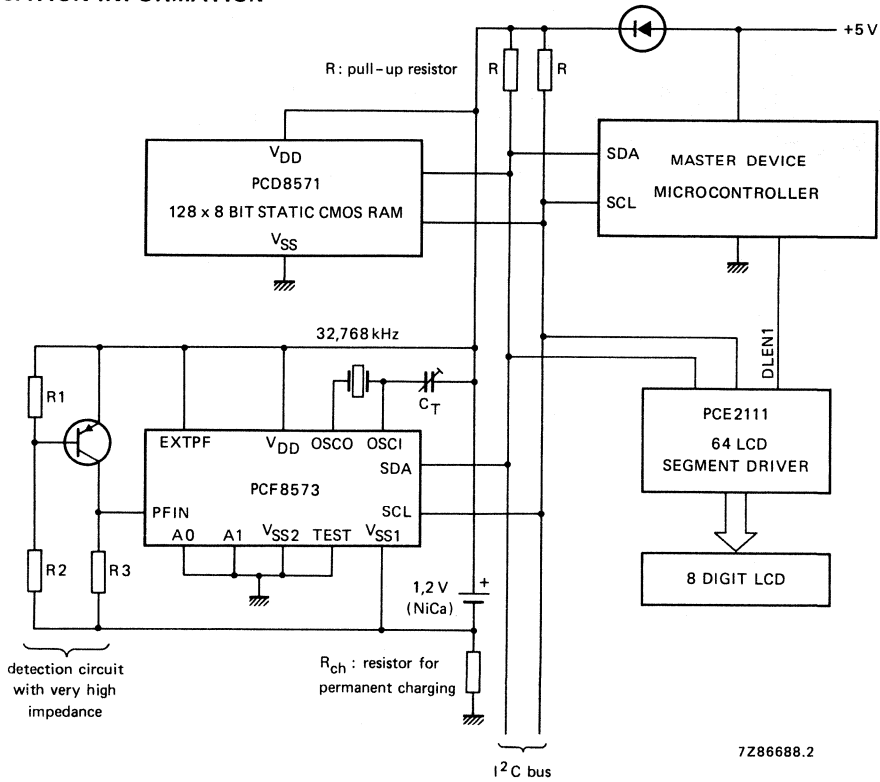 +5 V
R : pull-up resistor
R
R
VDD
PCD8571
128 x 8 BIT STATIC CMOS RAM
VSS
SDA
SCL
MASTER DEVICE
MICROCONTROLLER
DLEN1
32,768 kHz
CT
R1
R2
R3
EXTPF
VDD
OSCO
OSCI
SDA
PCF8573
PFIN
SCL
A0
A1
VSS2
TEST
VSS1
PCE2111
64 LCD
SEGMENT DRIVER
8 DIGIT LCD
1,2 V
(NiCa)
+
detection circuit
with very high
impedance
Rch : resistor for
permanent charging
I2C bus
7Z86688.2